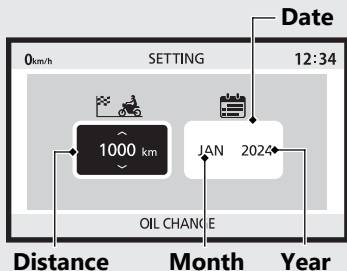 Date
0km/h SETTING 12:34
1000 km JAN 2024
OIL CHANGE
Distance Month Year